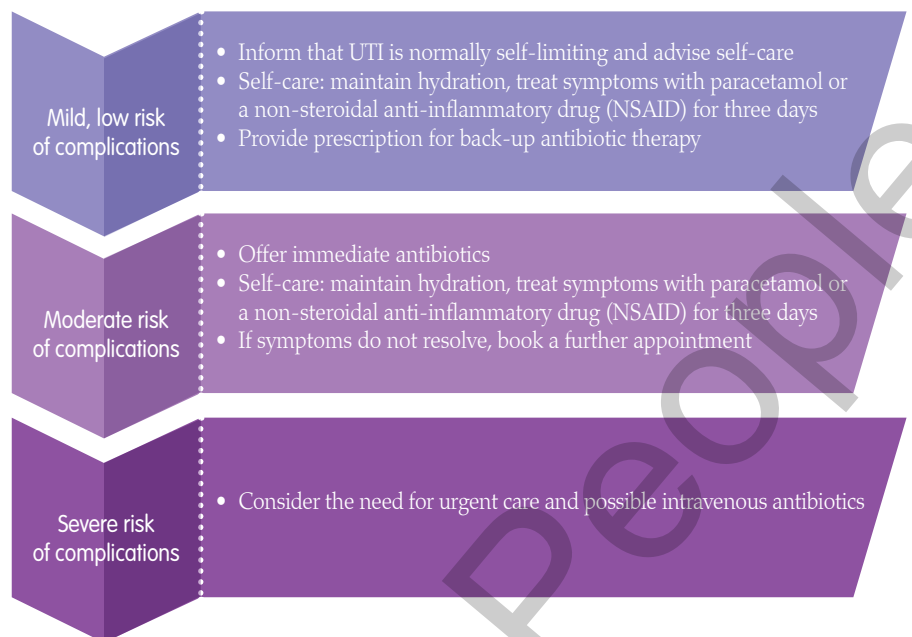 Mild, low risk
of complications
• Inform that UTI is normally self-limiting and advise self-care
• Self-care: maintain hydration, treat symptoms with paracetamol or
a non-steroidal anti-inflammatory drug (NSAID) for three days
• Provide prescription for back-up antibiotic therapy
Moderate risk
of complications
• Offer immediate antibiotics
• Self-care: maintain hydration, treat symptoms with paracetamol or
a non-steroidal anti-inflammatory drug (NSAID) for three days
• If symptoms do not resolve, book a further appointment
Severe risk
of complications
• Consider the need for urgent care and possible intravenous antibiotics
People